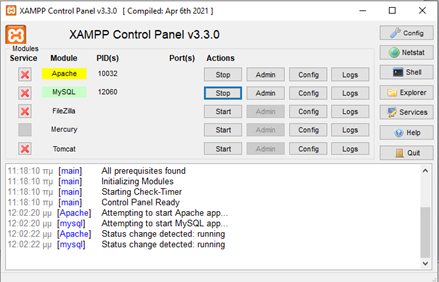 XAMPP Control Panel v3.3.0 [ Compiled: Apr 6th 2021 ]
XAMPP Control Panel v3.3.0
Config
Modules
Service Module PID(s) Port(s) Actions
Netstat
Apache 10032 Stop Admin Config Logs
Shell
MySQL 12060 Stop Admin Config Logs
Explorer
FileZilla Start Admin Config Logs
Services
Mercury Start Admin Config Logs
Help
Tomcat Start Admin Config Logs
Quit
11:18:10 πμ [main] All prerequisites found
11:18:10 πμ [main] Initializing Modules
11:18:10 πμ [main] Starting Check-Timer
11:18:10 πμ [main] Control Panel Ready
12:02:20 μμ [Apache] Attempting to start Apache app...
12:02:20 μμ [mysql] Attempting to start MySQL app...
12:02:22 μμ [Apache] Status change detected: running
12:02:22 μμ [mysql] Status change detected: running